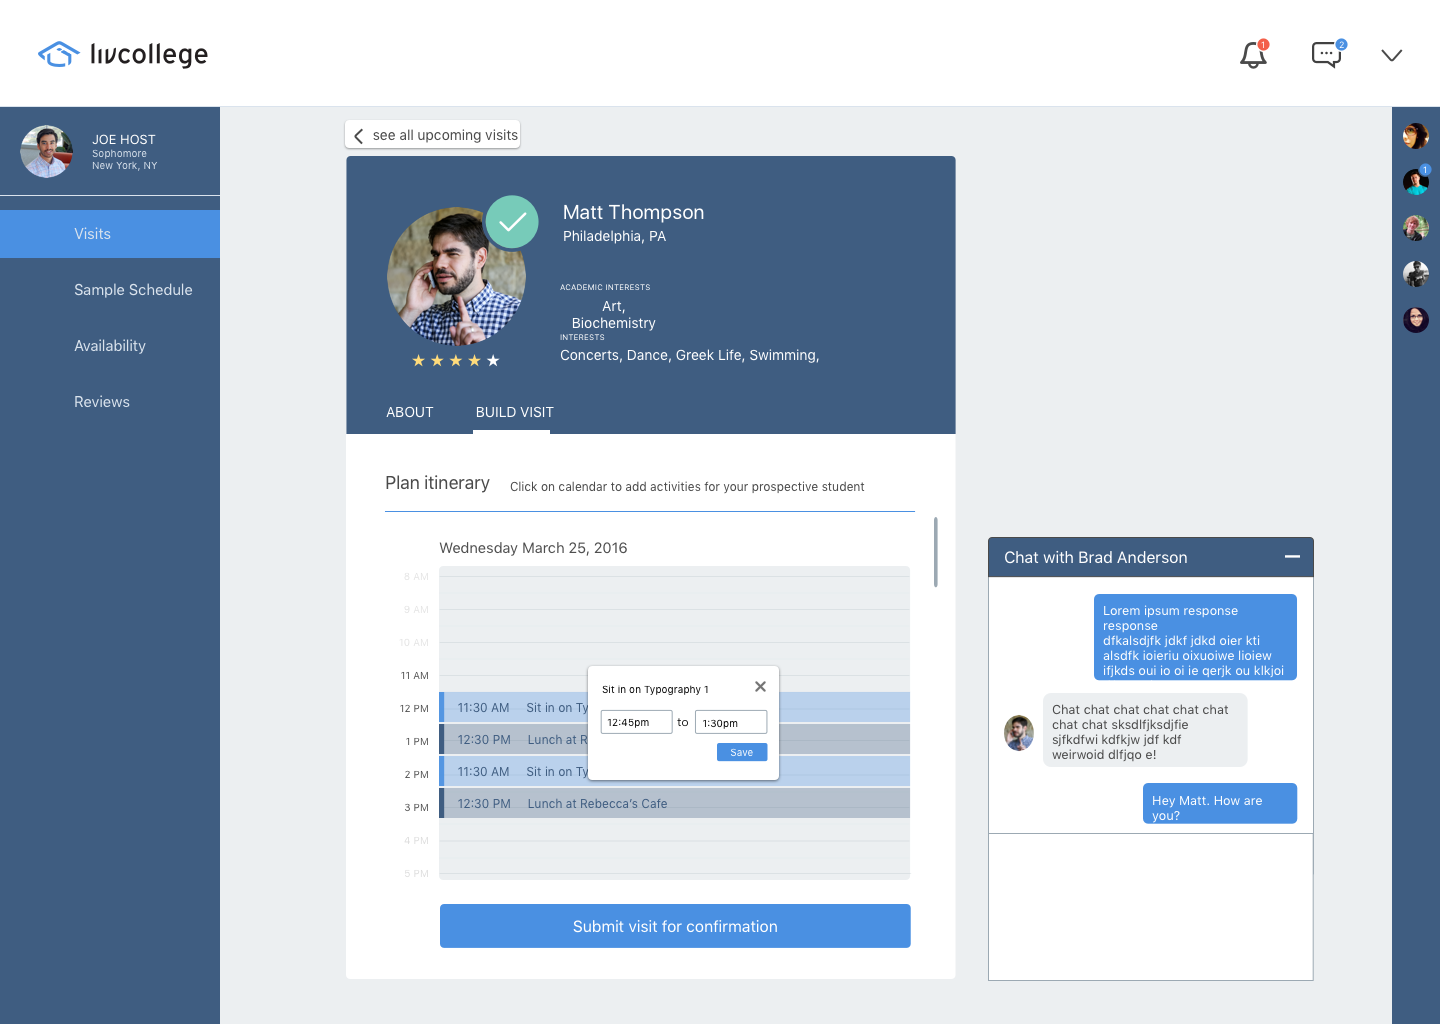 livcollege
1
2
JOE HOST
Sophomore
New York, NY
Visits
Sample Schedule
Availability
Reviews
see all upcoming visits
Matt Thompson
Philadelphia, PA
ACADEMIC INTERESTS
Art,
Biochemistry
INTERESTS
Concerts, Dance, Greek Life, Swimming,
ABOUT
BUILD VISIT
Plan itinerary
Click on calendar to add activities for your prospective student
Wednesday March 25, 2016
8 AM
9 AM
10 AM
11 AM
12 PM
1 PM
2 PM
3 PM
4 PM
5 PM
11:30 AM Sit in on Ty
12:30 PM Lunch at R
11:30 AM Sit in on Ty
12:30 PM Lunch at Rebecca's Cafe
Sit in on Typography 1
12:45pm to 1:30pm
Save
Submit visit for confirmation
1
Chat with Brad Anderson
Lorem ipsum response
response
dfkalsdjfk jdkf jdkd oier kti
alsdfk ioieriu oixuoiwe lioiew
ifjkds oui io oi ie qerjk ou klkjoi
Chat chat chat chat chat chat
chat chat sksdlfjksdjfie
sjfkdfwi kdfkjw jdf kdf
weirwoid dlfjqo e!
Hey Matt. How are
you?